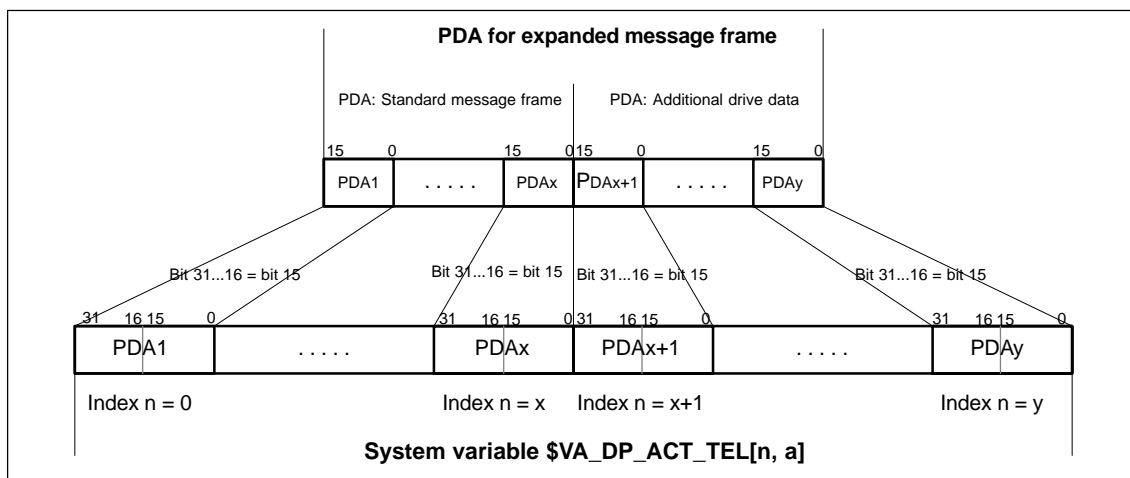 PDA for expanded message frame
PDA: Standard message frame PDA: Additional drive data
15 0 15 0 15 0 15 0
PDA1 . . . . . PDAx PDAx+1 . . . . . PDAy
Bit 31...16 = bit 15 Bit 31...16 = bit 15 Bit 31...16 = bit 15 Bit 31...16 = bit 15
31 16 15 0 31 16 15 0 31 16 15 0 31 16 15 0
PDA1 . . . . . PDAx PDAx+1 . . . . . PDAy
Index n = 0 Index n = x Index n = x+1 Index n = y
System variable $VA_DP_ACT_TEL[n, a]